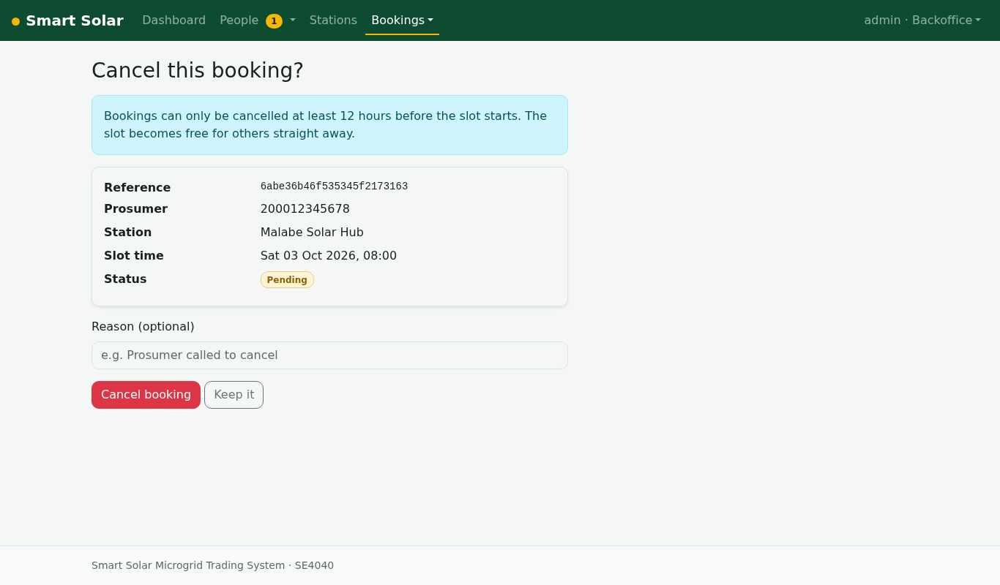 Smart Solar Dashboard People 1 Stations Bookings admin · Backoffice
Cancel this booking?
Bookings can only be cancelled at least 12 hours before the slot starts. The
slot becomes free for others straight away.
Reference 6abe36b46f535345f2173163
Prosumer 200012345678
Station Malabe Solar Hub
Slot time Sat 03 Oct 2026, 08:00
Status Pending
Reason (optional)
e.g. Prosumer called to cancel
Cancel booking Keep it
Smart Solar Microgrid Trading System · SE4040